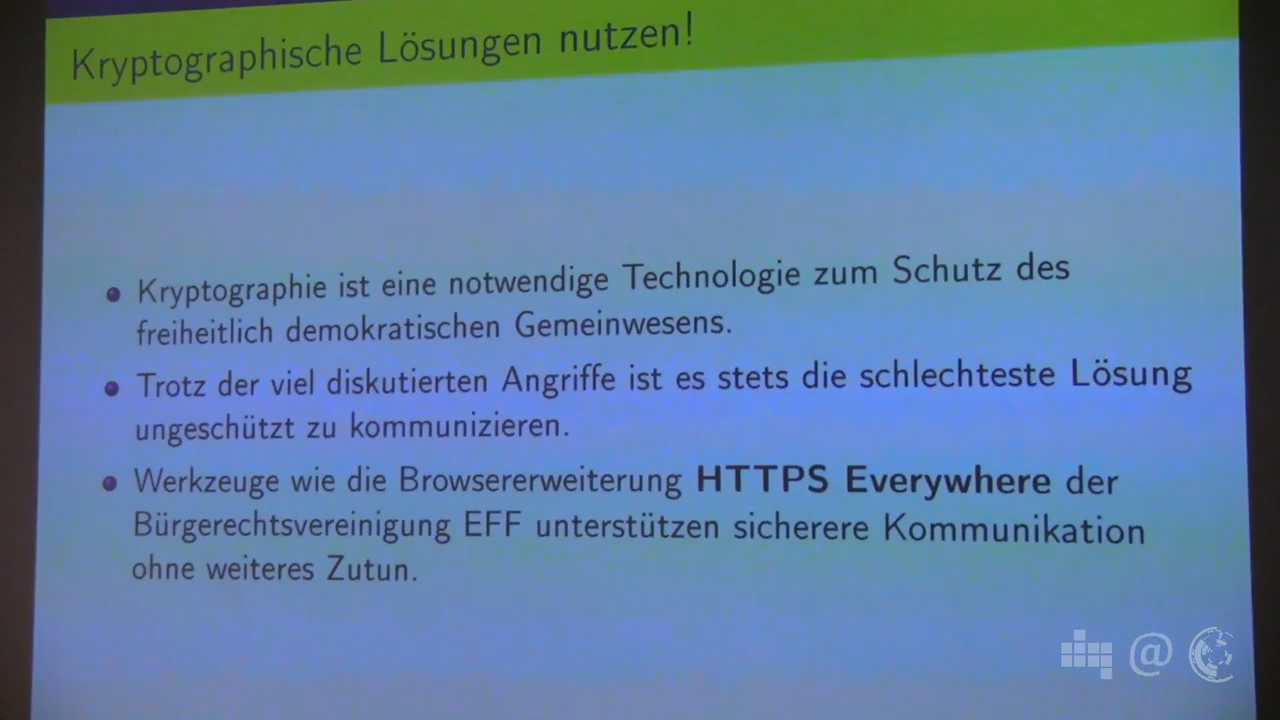 Kryptographische Lösungen nutzen!
Kryptographie ist eine notwendige Technologie zum Schutz des
freiheitlich demokratischen Gemeinwesens.
Trotz der viel diskutierten Angriffe ist es stets die schlechteste Lösung
ungeschützt zu kommunizieren.
Werkzeuge wie die Browsererweiterung HTTPS Everywhere der
Bürgerechtsvereinigung EFF unterstützen sicherere Kommunikation
ohne weiteres Zutun.
@